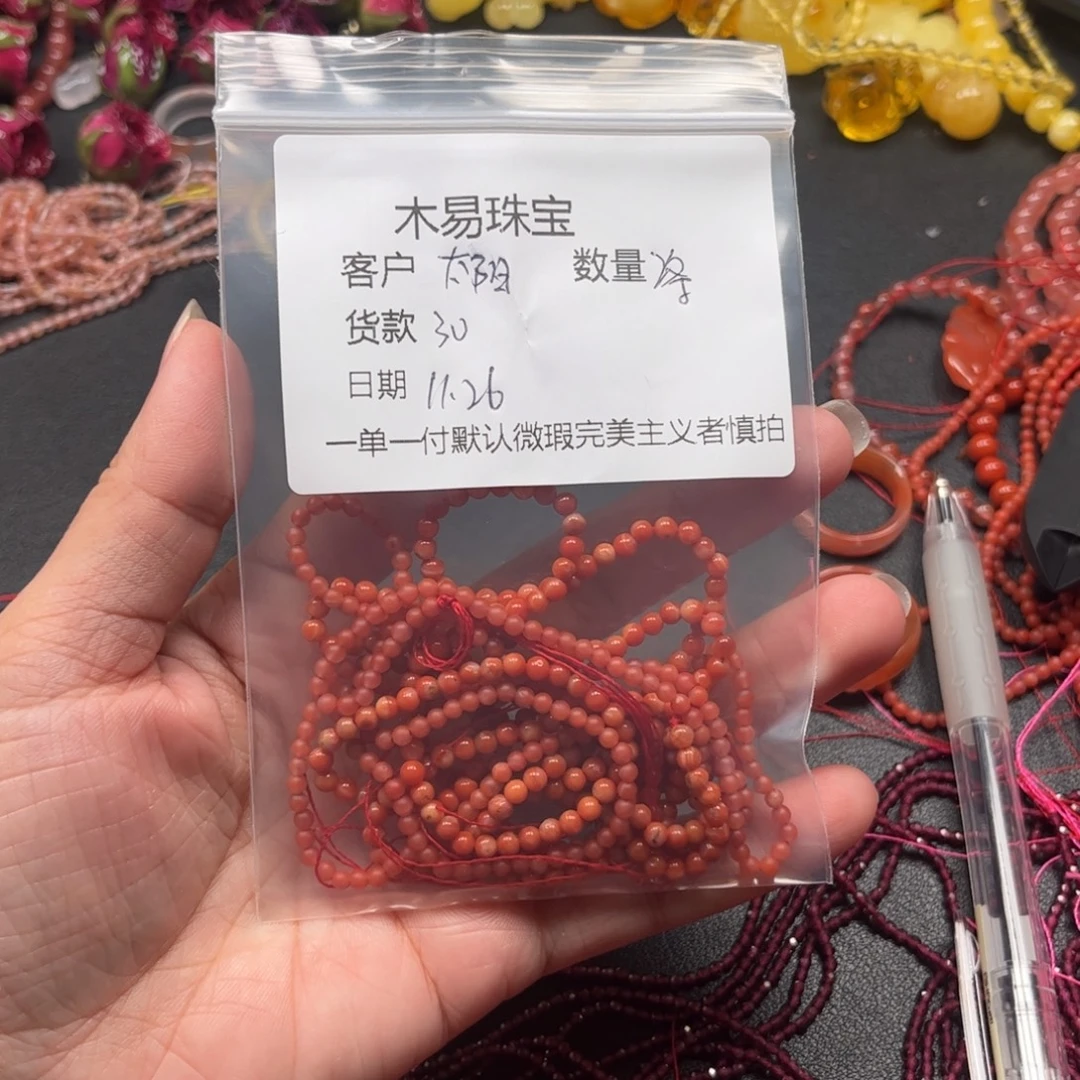 木易珠宝
客户 太阳 数量
货款 30
日期 11.26
一单一付默认微瑕完美主义者慎拍